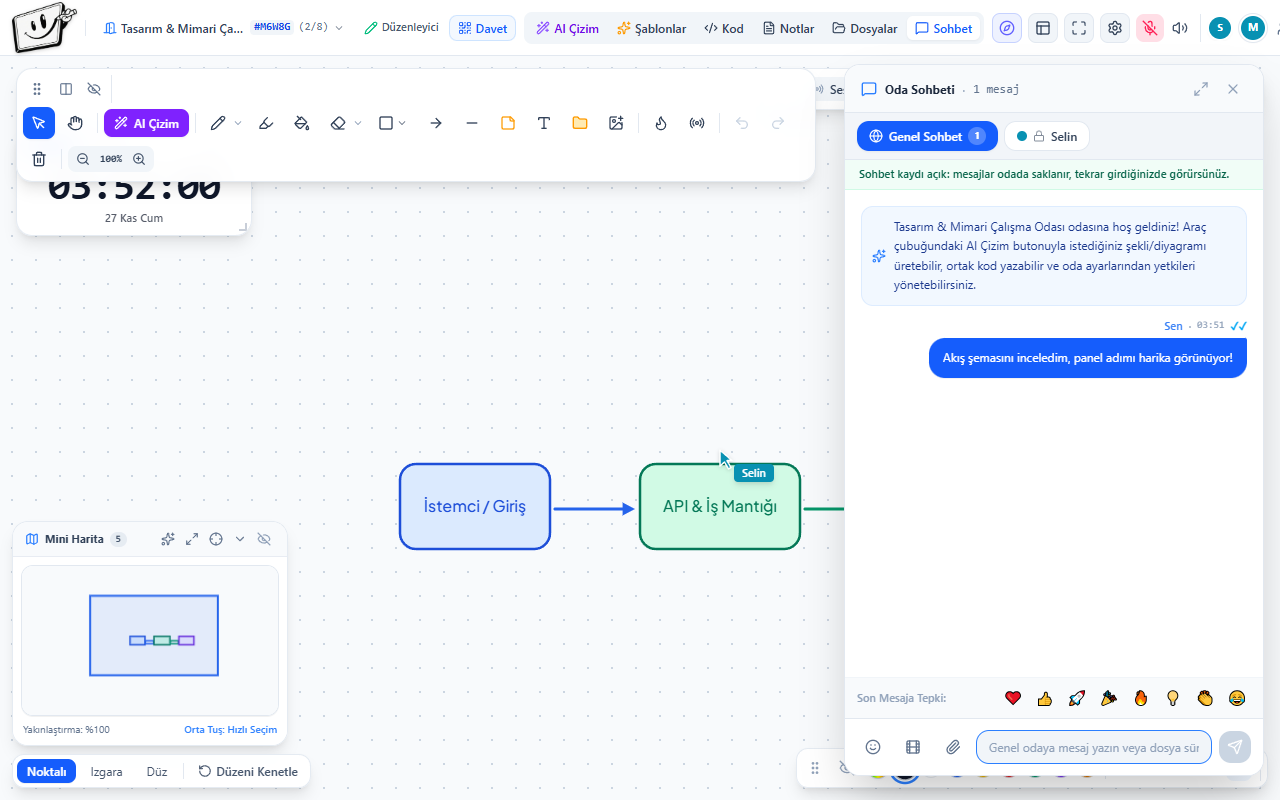 Tasarım & Mimari Ça... #M6W8G (2/8)
Düzenleyici
Davet
AI Çizim
Şablonlar
Kod
Notlar
Dosyalar
Sohbet
S
M
AI Çizim
100%
03:52:00
27 Kas Cum
Oda Sohbeti · 1 mesaj
Genel Sohbet 1
Selin
Sohbet kaydı açık: mesajlar odada saklanır, tekrar girdiğinizde görürsünüz.
Tasarım & Mimari Çalışma Odası odasına hoş geldiniz! Araç
çubuğundaki AI Çizim butonuyla istediğiniz şekli/diyagramı
üretebilir, ortak kod yazabilir ve oda ayarlarından yetkileri
yönetebilirsiniz.
Sen · 03:51
Akış şemasını inceledim, panel adımı harika görünüyor!
İstemci / Giriş
API & İş Mantığı
Selin
Mini Harita 5
Yakınlaştırma: %100
Orta Tuş: Hızlı Seçim
Noktalı
Izgara
Düz
Düzeni Kenetle
Son Mesaja Tepki:
Genel odaya mesaj yazın veya dosya sür